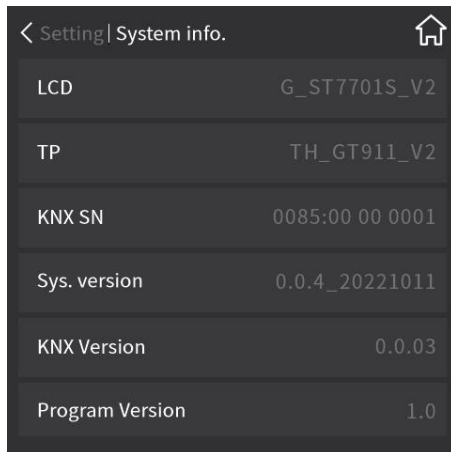 Setting| System info.
LCD G_ST7701S_V2
TP TH_GT911_V2
KNX SN 0085:00 00 0001
Sys. version 0.0.4_20221011
KNX Version 0.0.03
Program Version 1.0